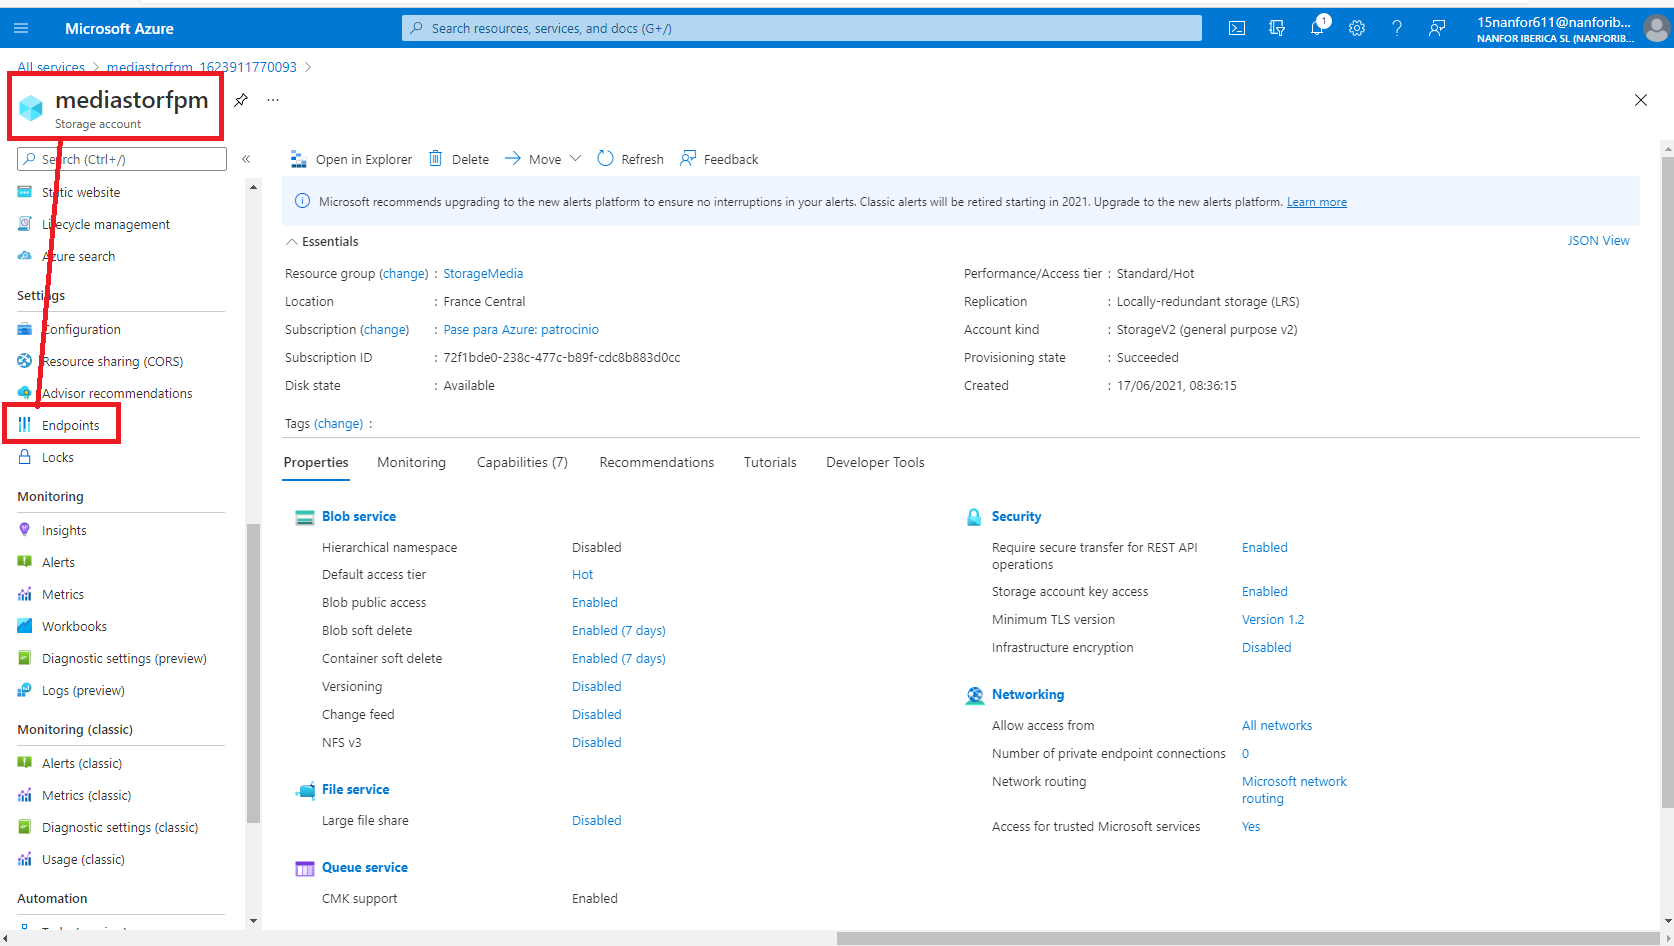 Microsoft Azure
Search resources, services, and docs (G+/)
1
15nanfor611@nanforib...
NANFOR IBERICA SL (NANFORIB...
All services > mediastorfpm_1623911770093 >
mediastorfpm
...
Storage account
Search (Ctrl+/)
«
Static website
Lifecycle management
Azure search
Settings
Configuration
Resource sharing (CORS)
Advisor recommendations
Endpoints
Locks
Monitoring
Insights
Alerts
Metrics
Workbooks
Diagnostic settings (preview)
Logs (preview)
Monitoring (classic)
Alerts (classic)
Metrics (classic)
Diagnostic settings (classic)
Usage (classic)
Automation
Open in Explorer Delete Move Refresh Feedback
Microsoft recommends upgrading to the new alerts platform to ensure no interruptions in your alerts. Classic alerts will be retired starting in 2021. Upgrade to the new alerts platform. Learn more
Essentials
JSON View
Resource group (change) : StorageMedia
Location : France Central
Subscription (change) : Pase para Azure: patrocinio
Subscription ID : 72f1bde0-238c-477c-b89f-cdc8b883d0cc
Disk state : Available
Performance/Access tier : Standard/Hot
Replication : Locally-redundant storage (LRS)
Account kind : StorageV2 (general purpose v2)
Provisioning state : Succeeded
Created : 17/06/2021, 08:36:15
Tags (change) :
Properties Monitoring Capabilities (7) Recommendations Tutorials Developer Tools
Blob service
Hierarchical namespace Disabled
Default access tier Hot
Blob public access Enabled
Blob soft delete Enabled (7 days)
Container soft delete Enabled (7 days)
Versioning Disabled
Change feed Disabled
NFS v3 Disabled
File service
Large file share Disabled
Queue service
CMK support Enabled
Security
Require secure transfer for REST API operations Enabled
Storage account key access Enabled
Minimum TLS version Version 1.2
Infrastructure encryption Disabled
Networking
Allow access from All networks
Number of private endpoint connections 0
Network routing Microsoft network routing
Access for trusted Microsoft services Yes